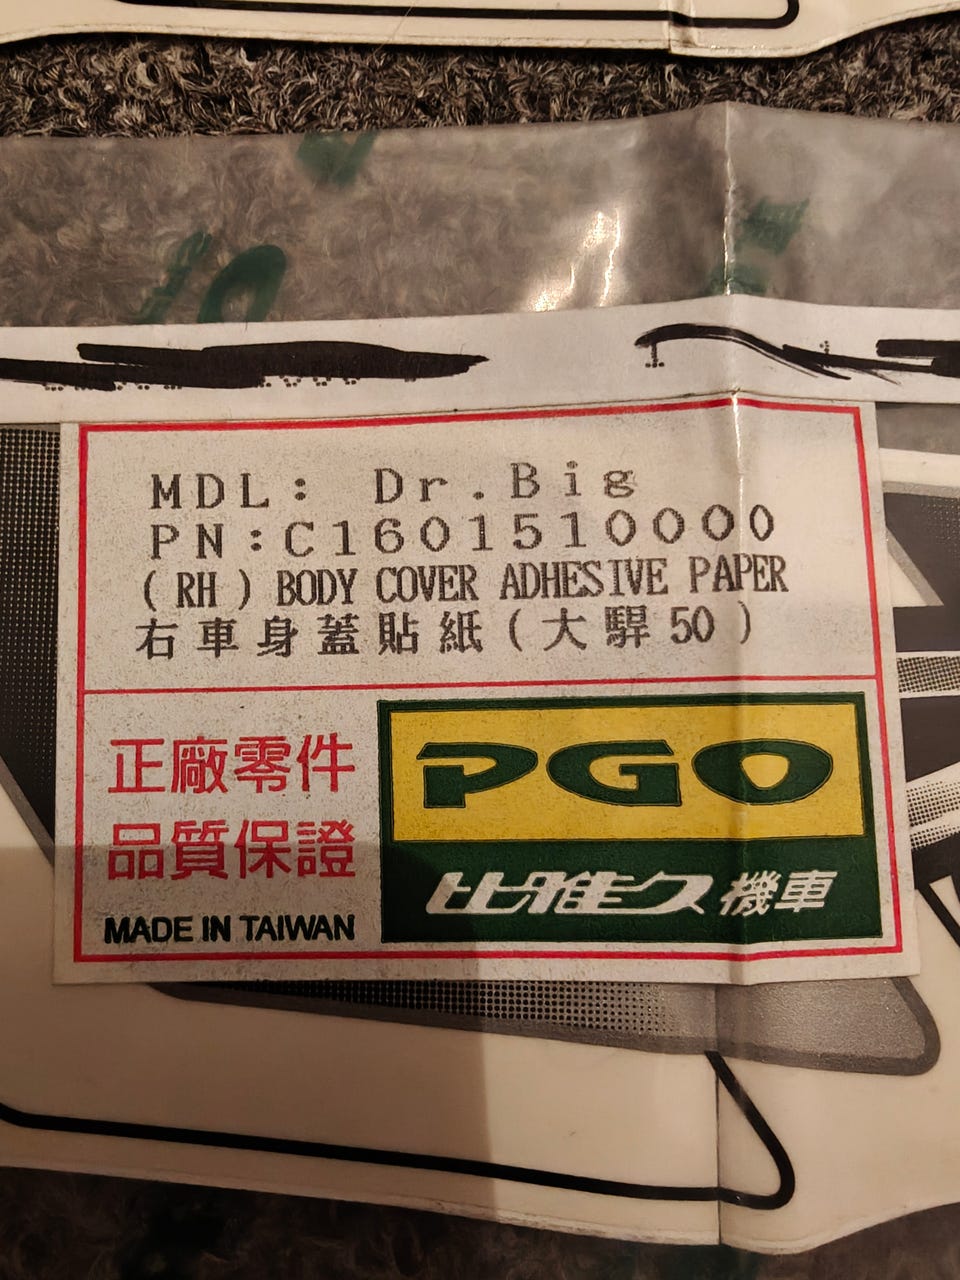 MDL: Dr.Big
PN:C1601510000
(RH) BODY COVER ADHESIVE PAPER
右車身蓋貼紙(大驛50)
正廠零件
品質保證
MADE IN TAIWAN
PGO
比雅久機車